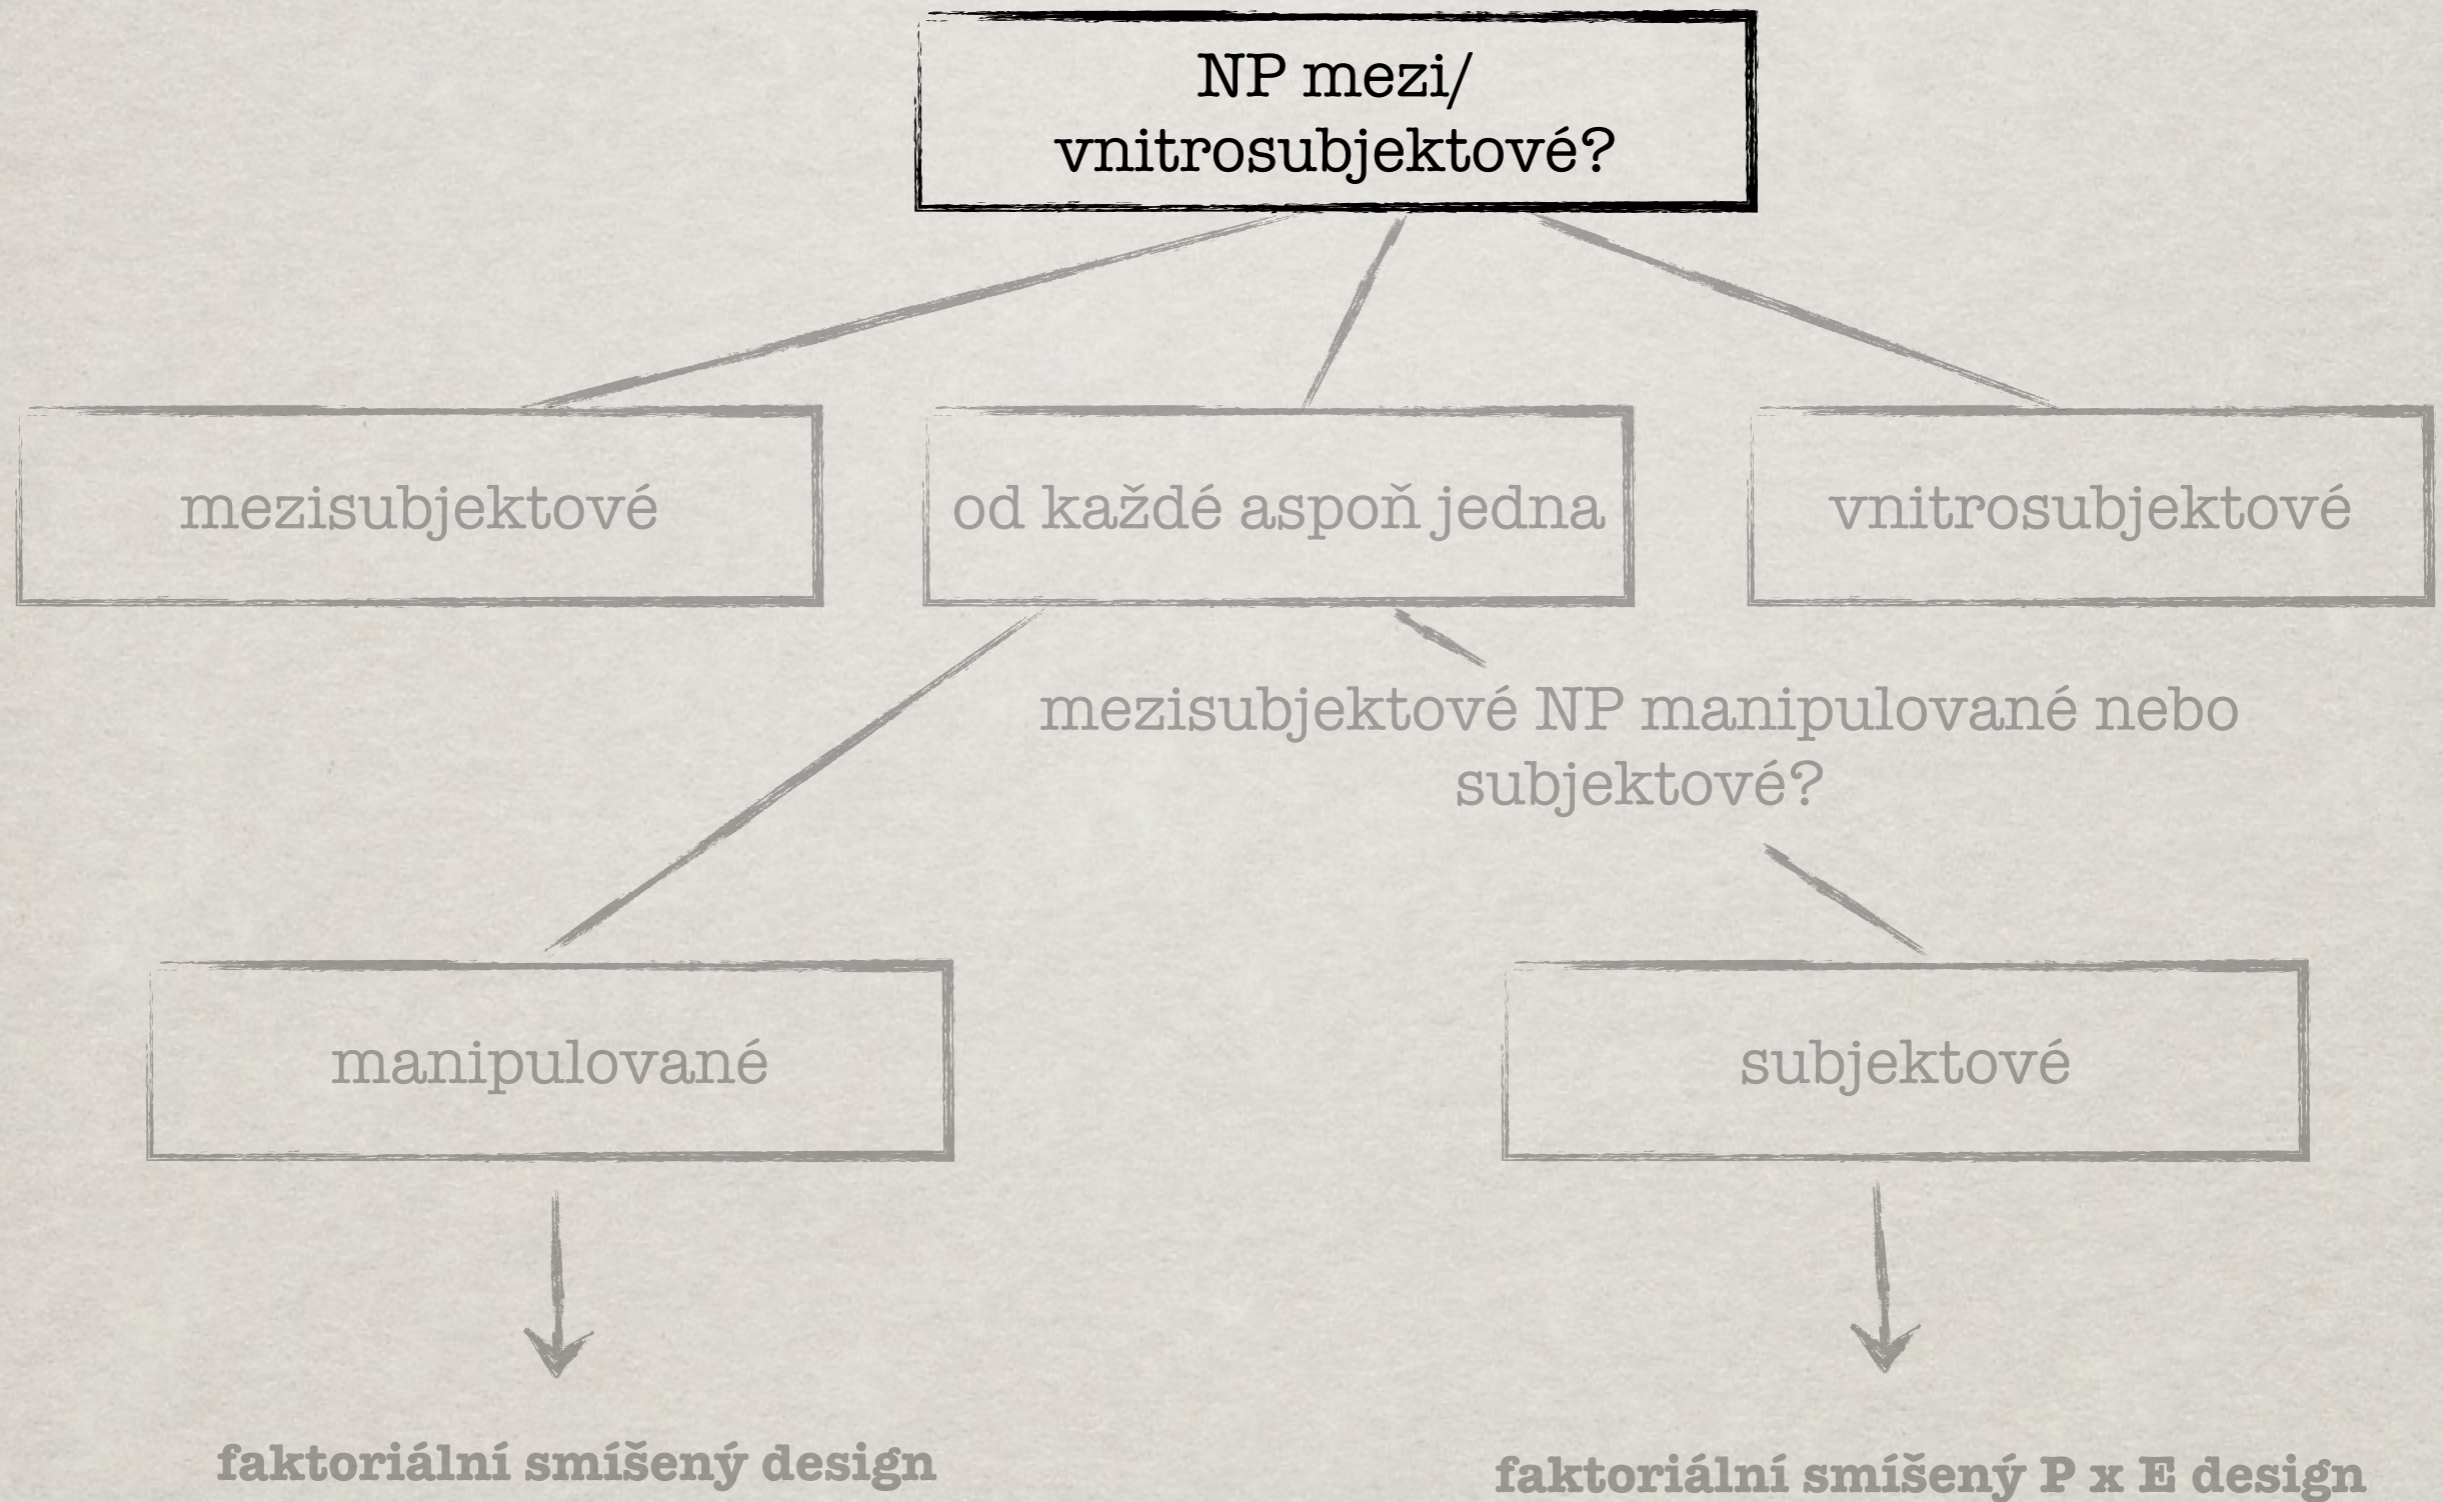 NP mezi/
vnitrosubjektové?
mezisubjektové
od každé aspoň jedna
vnitrosubjektové
mezisubjektové NP manipulované nebo
subjektové?
manipulované
subjektové
faktoriální smíšený design
faktoriální smíšený P x E design